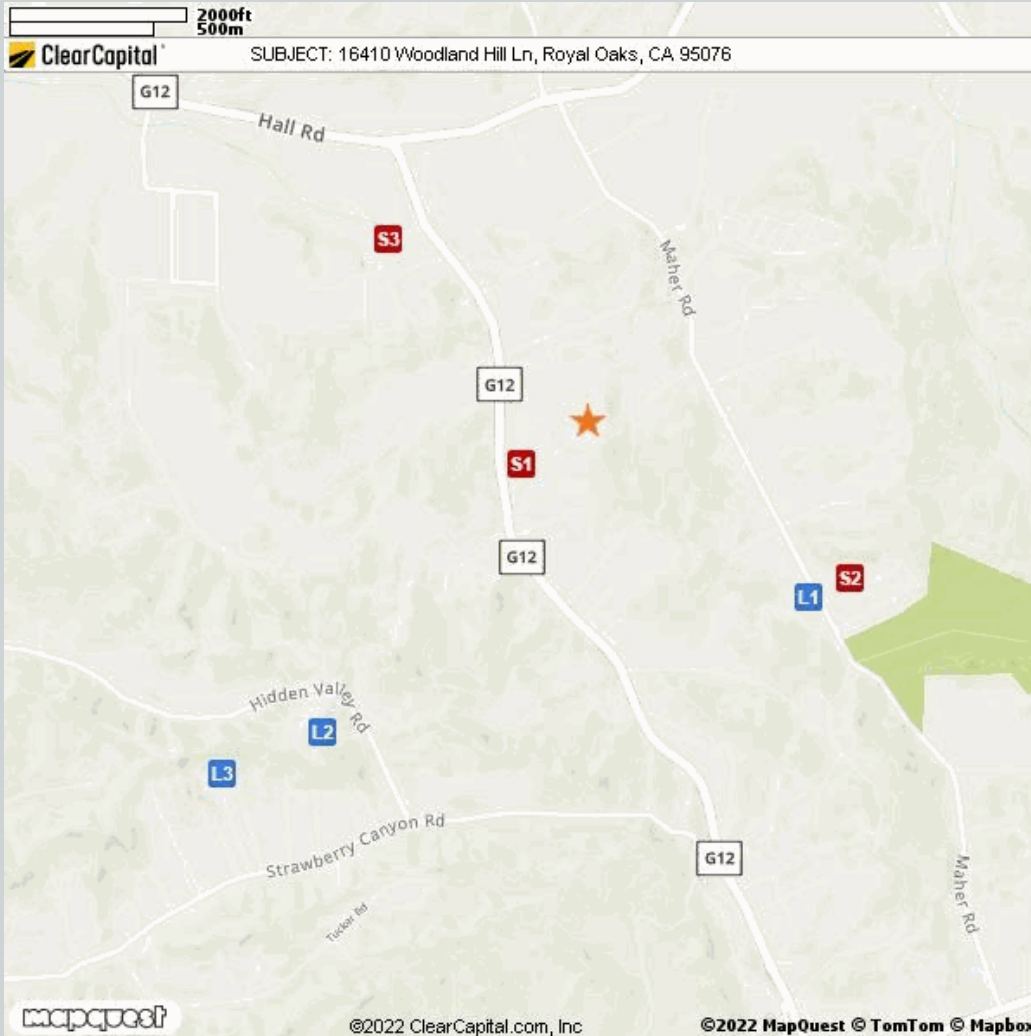 2000ft
500m
ClearCapital
SUBJECT: 16410 Woodland Hill Ln, Royal Oaks, CA 95076
G12
Hall Rd
S3
Maher Rd
G12
S1
G12
S2
L1
Hidden Valley Rd
L2
L3
Strawberry Canyon Rd
G12
Maher Rd
Tucker Rd
mapquest
©2022 ClearCapital.com, Inc
©2022 MapQuest © TomTom © Mapbox